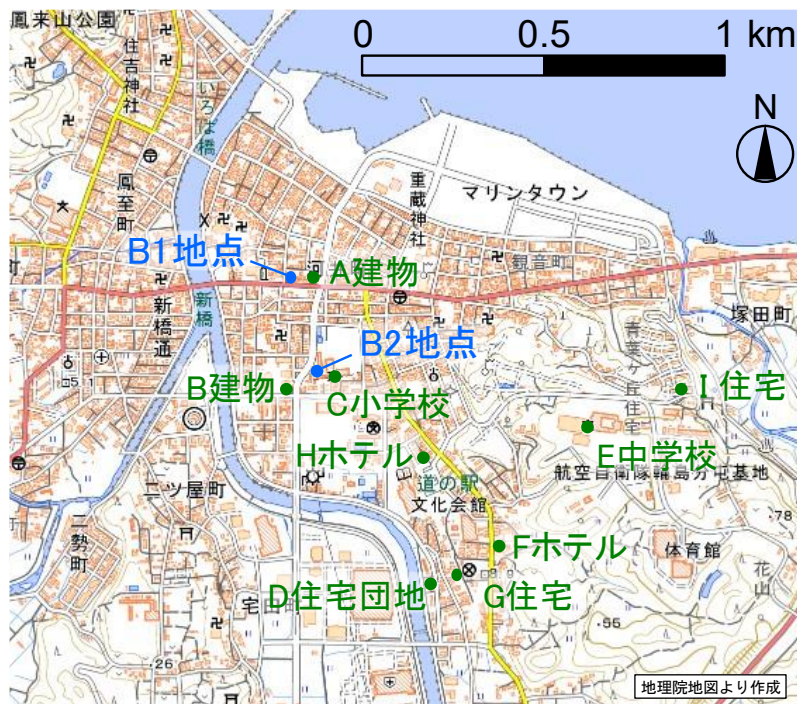 鳳来山公園
0 0.5 1 km
住吉神社
いろは橋
N
鳳至町
重蔵神社
マリンタウン
B1地点
A建物
観音町
新橋通
新橋
塚田町
B2地点
青葉ヶ丘住宅
B建物
C小学校
I 住宅
Hホテル
E中学校
道の駅
航空自衛隊輪島分屯基地
二ツ屋町
文化会館
・78
二勢町
Fホテル
体育館
花山
D住宅団地
G住宅
宅田町
・55
・26
地理院地図より作成